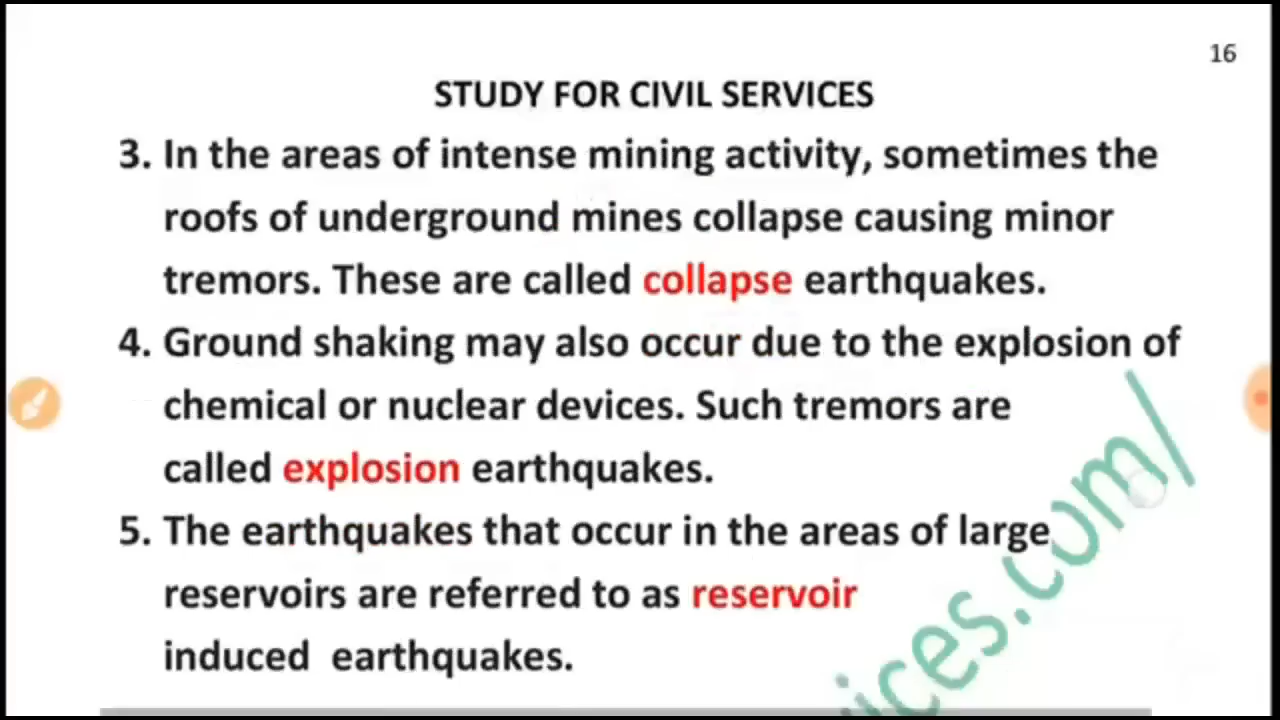 16
STUDY FOR CIVIL SERVICES
3. In the areas of intense mining activity, sometimes the
roofs of underground mines collapse causing minor
tremors. These are called collapse earthquakes.
4. Ground shaking may also occur due to the explosion of
chemical or nuclear devices. Such tremors are
called explosion earthquakes.
5. The earthquakes that occur in the areas of large
reservoirs are referred to as reservoir
induced earthquakes.
ices.com/